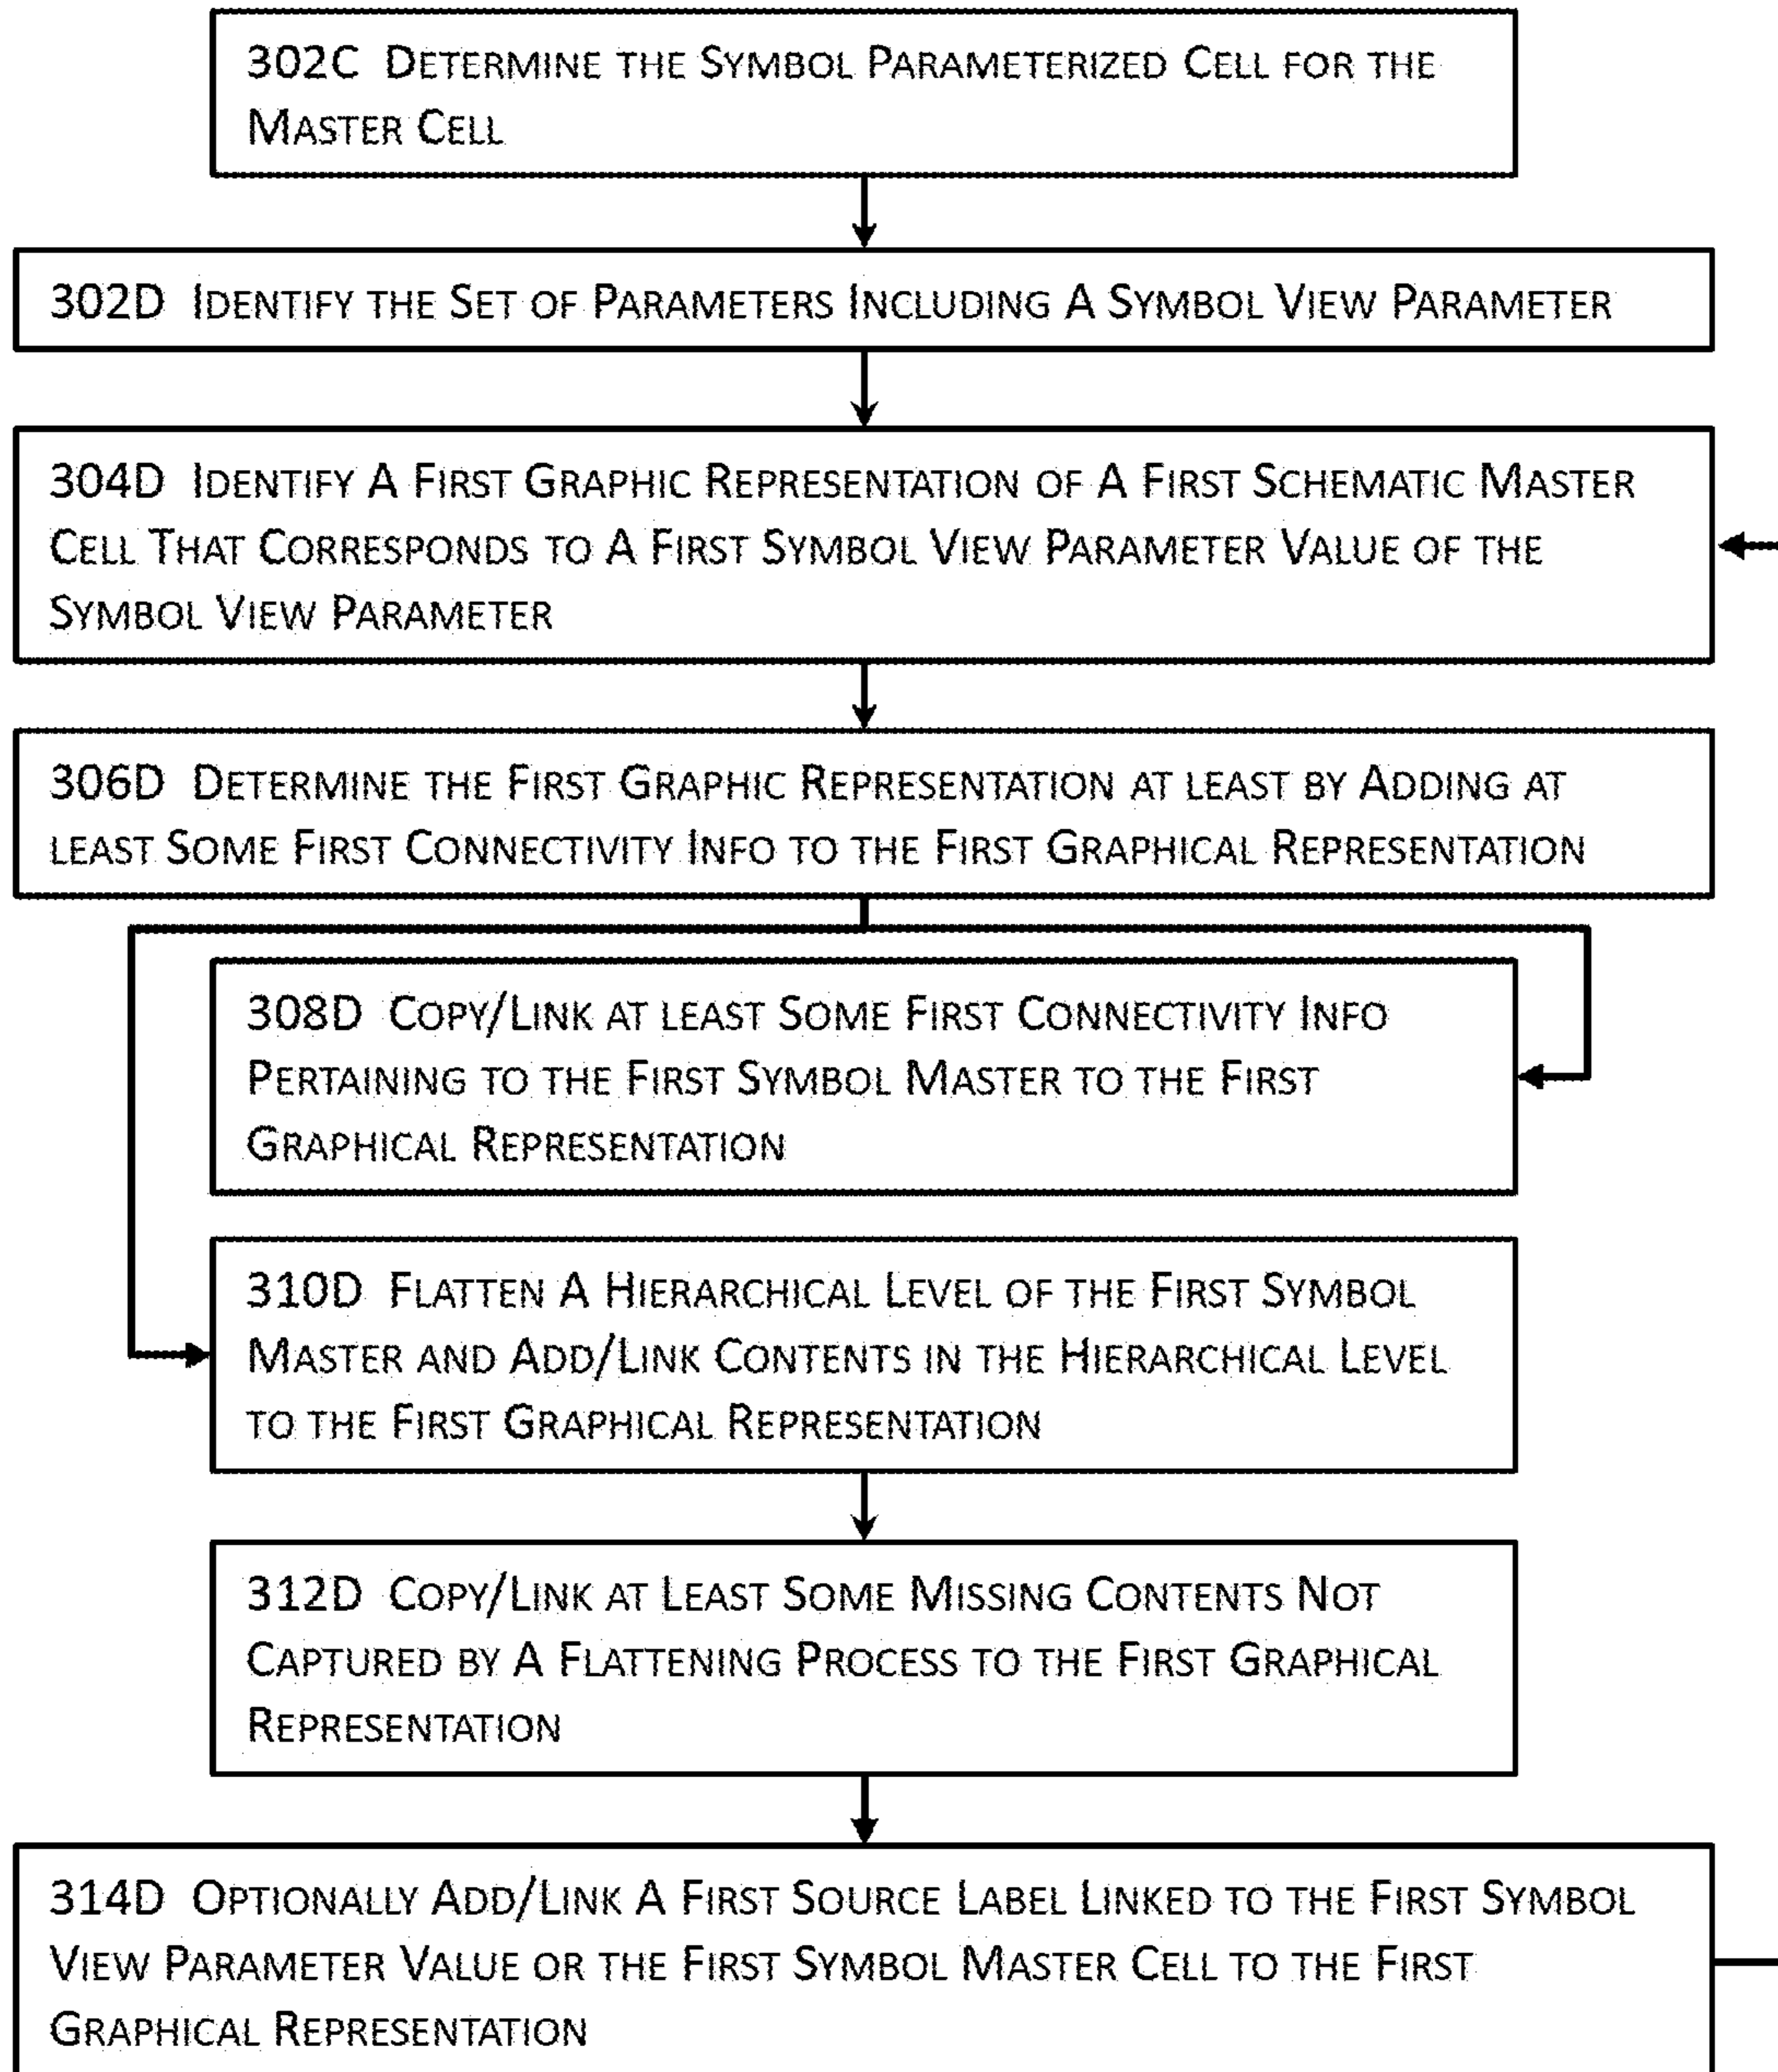 302C Determine the Symbol Parameterized Cell for the
Master Cell
302D Identify the Set of Parameters Including A Symbol View Parameter
304D Identify A First Graphic Representation of A First Schematic Master
Cell That Corresponds to A First Symbol View Parameter Value of the
Symbol View Parameter
306D Determine the First Graphic Representation at least by Adding at
least Some First Connectivity Info to the First Graphical Representation
308D Copy/Link at least Some First Connectivity Info
Pertaining to the First Symbol Master to the First
Graphical Representation
310D Flatten A Hierarchical Level of the First Symbol
Master and Add/Link Contents in the Hierarchical Level
to the First Graphical Representation
312D Copy/Link at Least Some Missing Contents Not
Captured by A Flattening Process to the First Graphical
Representation
314D Optionally Add/Link A First Source Label Linked to the First Symbol
View Parameter Value or the First Symbol Master Cell to the First
Graphical Representation